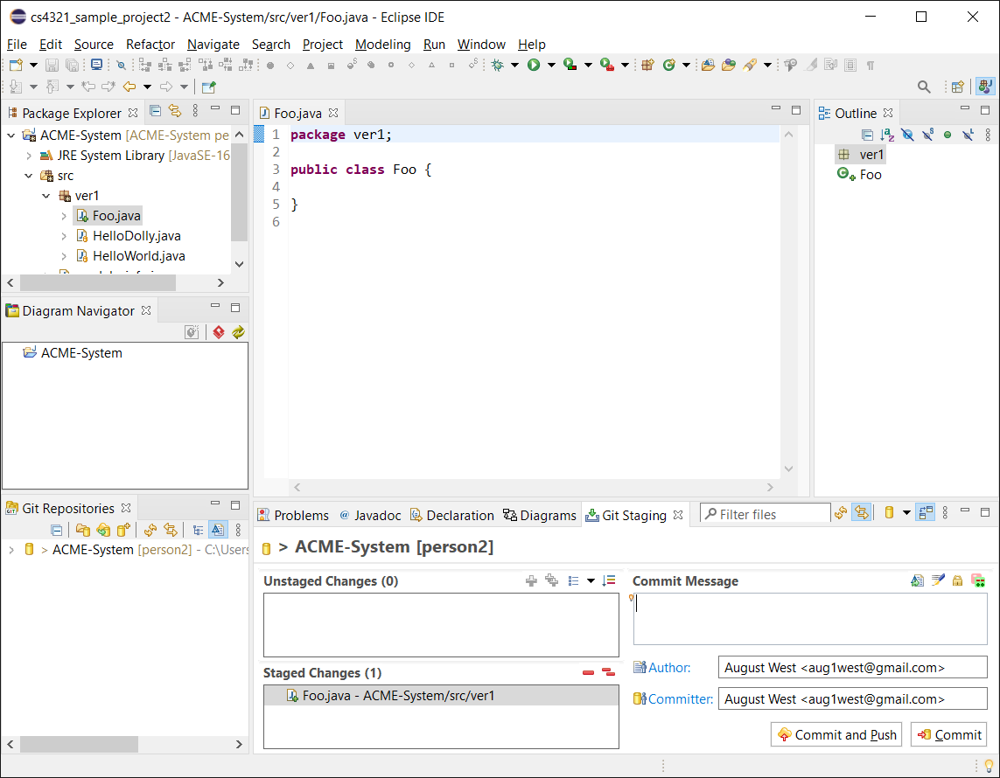 cs4321_sample_project2 - ACME-System/src/ver1/Foo.java - Eclipse IDE
File Edit Source Refactor Navigate Search Project Modeling Run Window Help
Package Explorer
ACME-System [ACME-System pe
JRE System Library [JavaSE-16
src
ver1
Foo.java
HelloDolly.java
HelloWorld.java
Foo.java
1 package ver1;
2
3 public class Foo {
4
5 }
6
Outline
ver1
Foo
Diagram Navigator
ACME-System
Git Repositories
> ACME-System [person2] - C:\Users
Problems @ Javadoc Declaration Diagrams Git Staging Filter files
> ACME-System [person2]
Unstaged Changes (0)
Staged Changes (1)
Foo.java - ACME-System/src/ver1
Commit Message
Author: August West <aug1west@gmail.com>
Committer: August West <aug1west@gmail.com>
Commit and Push Commit